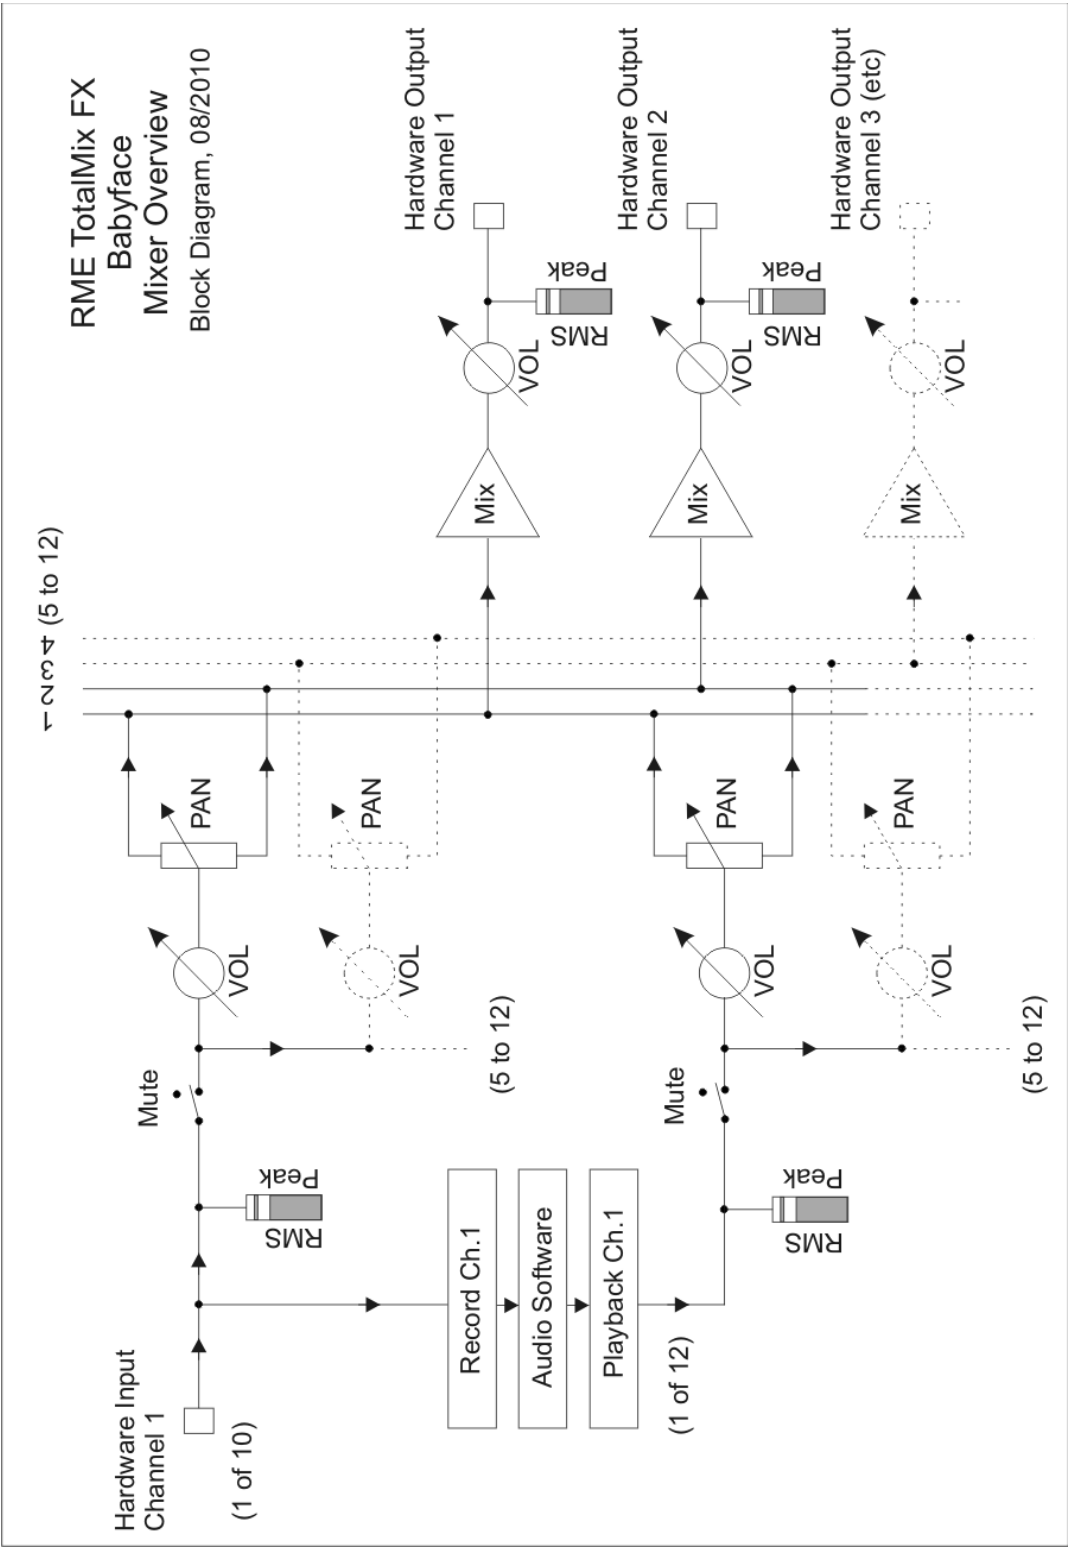 RME TotalMix FX
Babyface
Mixer Overview
Block Diagram, 08/2010
Hardware Input
Channel 1
(1 of 10)
RMS
Peak
Mute
VOL
PAN
VOL
PAN
(5 to 12)
1 2 3 4 (5 to 12)
Mix
VOL
RMS
Peak
Hardware Output
Channel 1
Record Ch.1
Audio Software
Playback Ch.1
(1 of 12)
RMS
Peak
Mute
VOL
PAN
VOL
PAN
(5 to 12)
Mix
VOL
RMS
Peak
Hardware Output
Channel 2
Mix
VOL
Hardware Output
Channel 3 (etc)